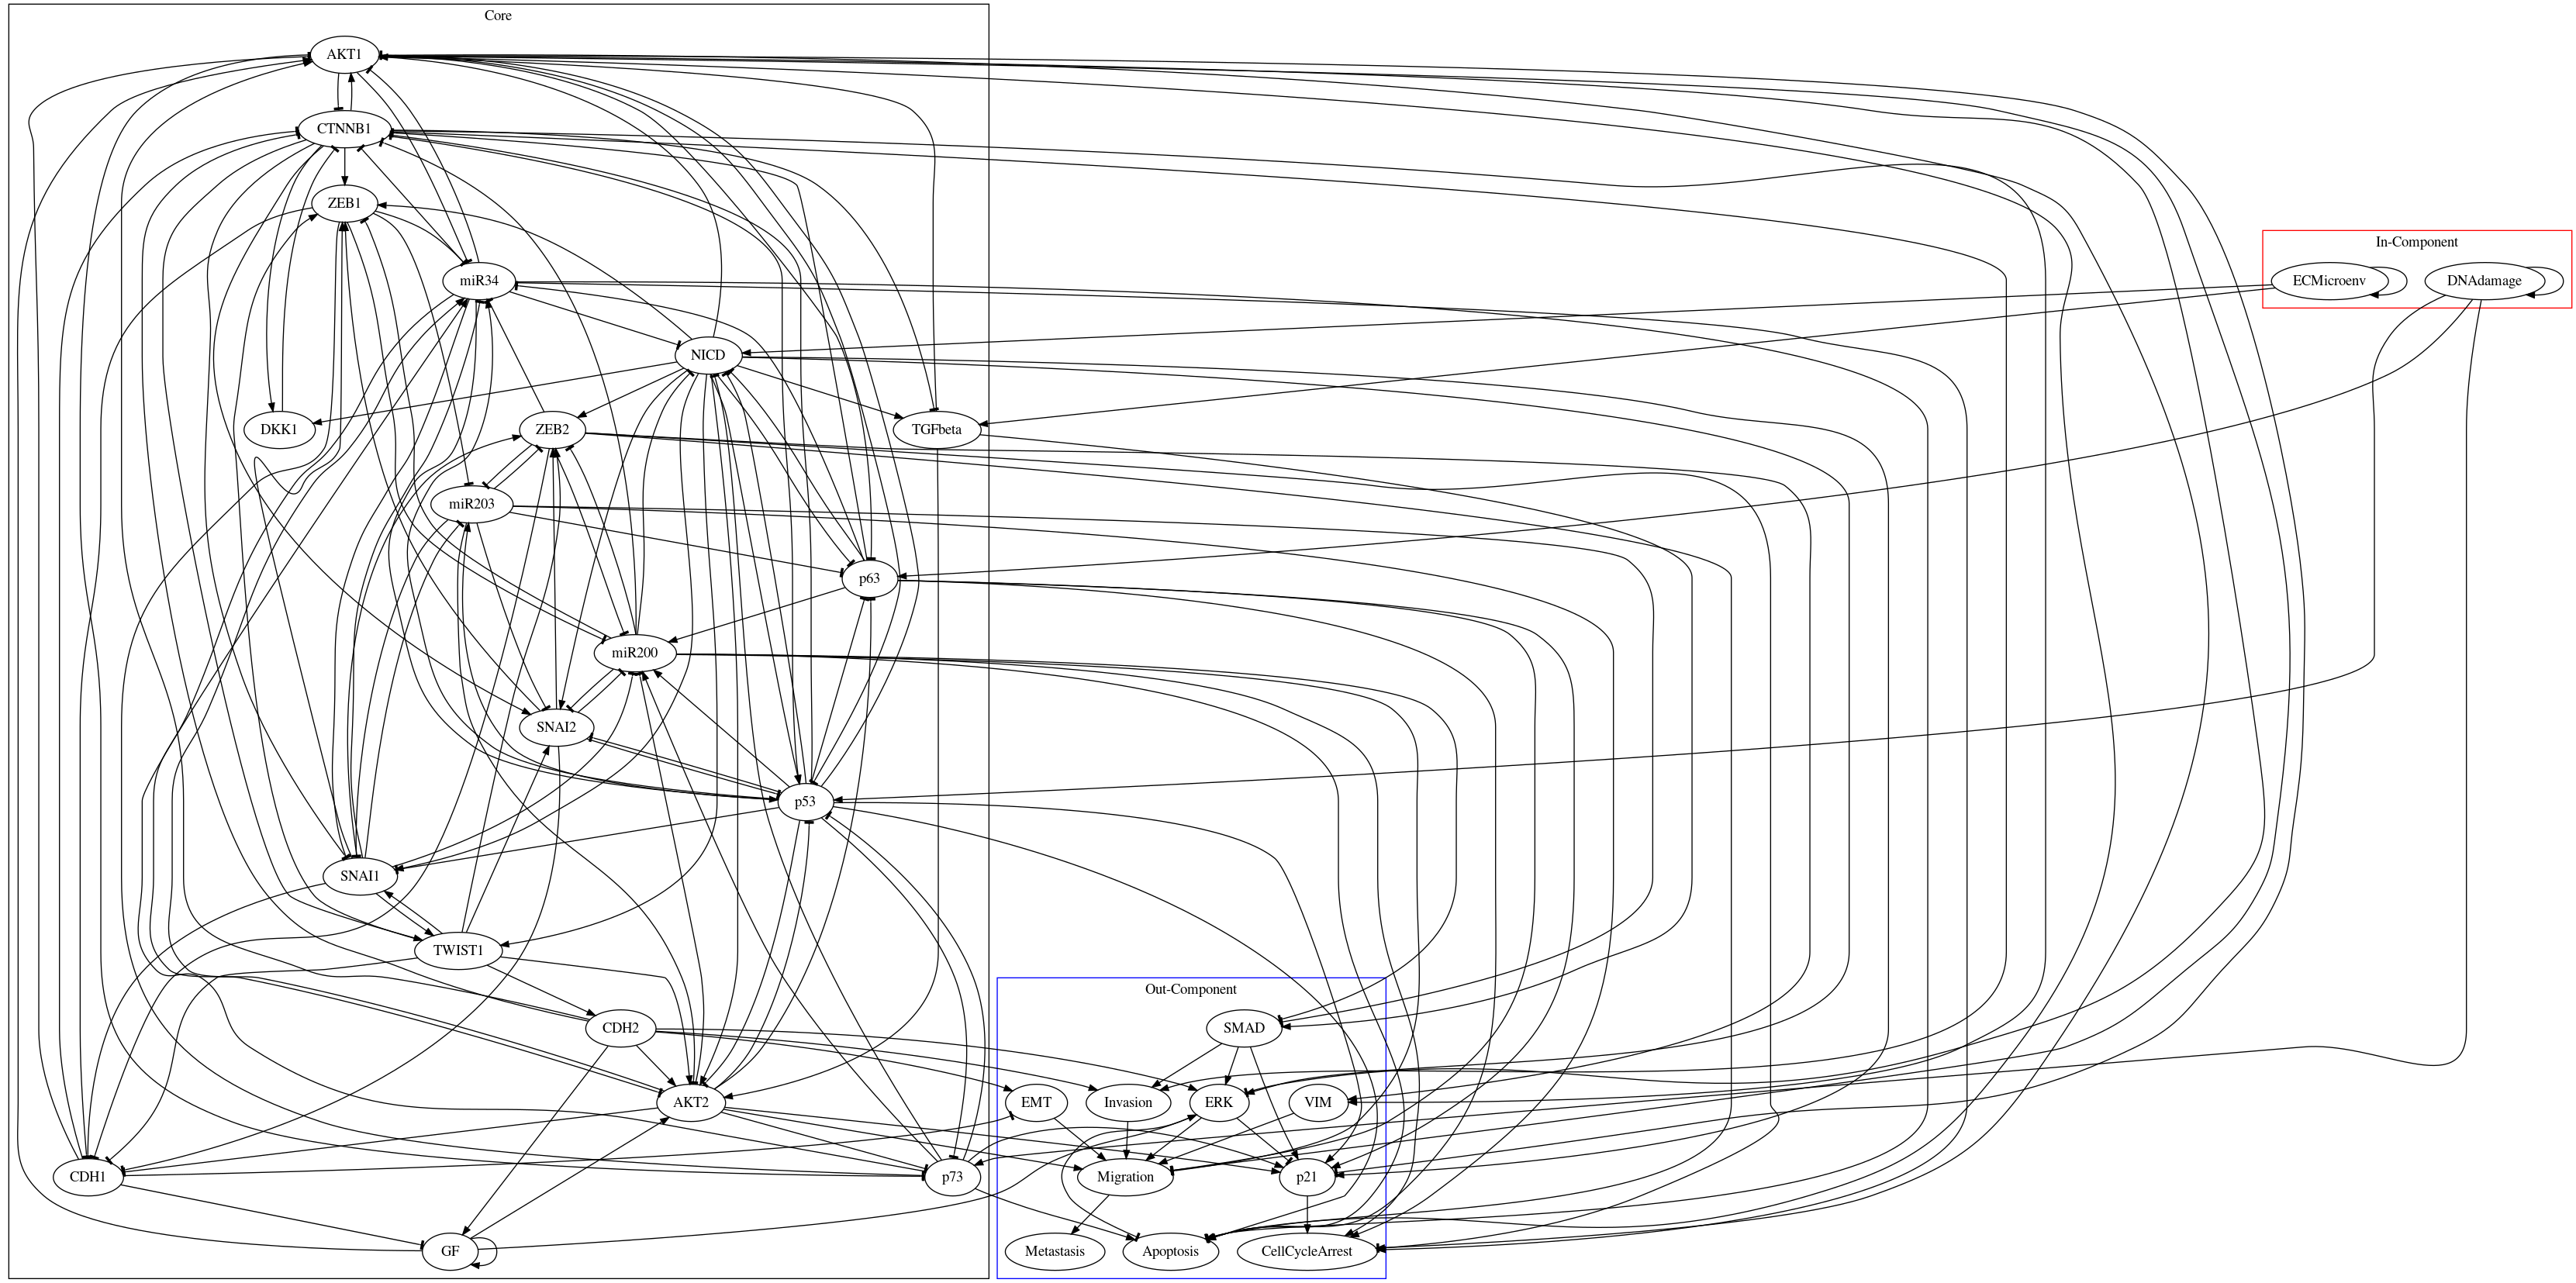 Core
AKT1
CTNNB1
ZEB1
In-Component
miR34
ECMicroenv
DNAdamage
NICD
DKK1
ZEB2
TGFbeta
miR203
p63
miR200
SNAI2
p53
SNAI1
TWIST1
Out-Component
CDH2
SMAD
AKT2
EMT
Invasion
ERK
VIM
CDH1
p73
Migration
p21
GF
Metastasis
Apoptosis
CellCycleArrest